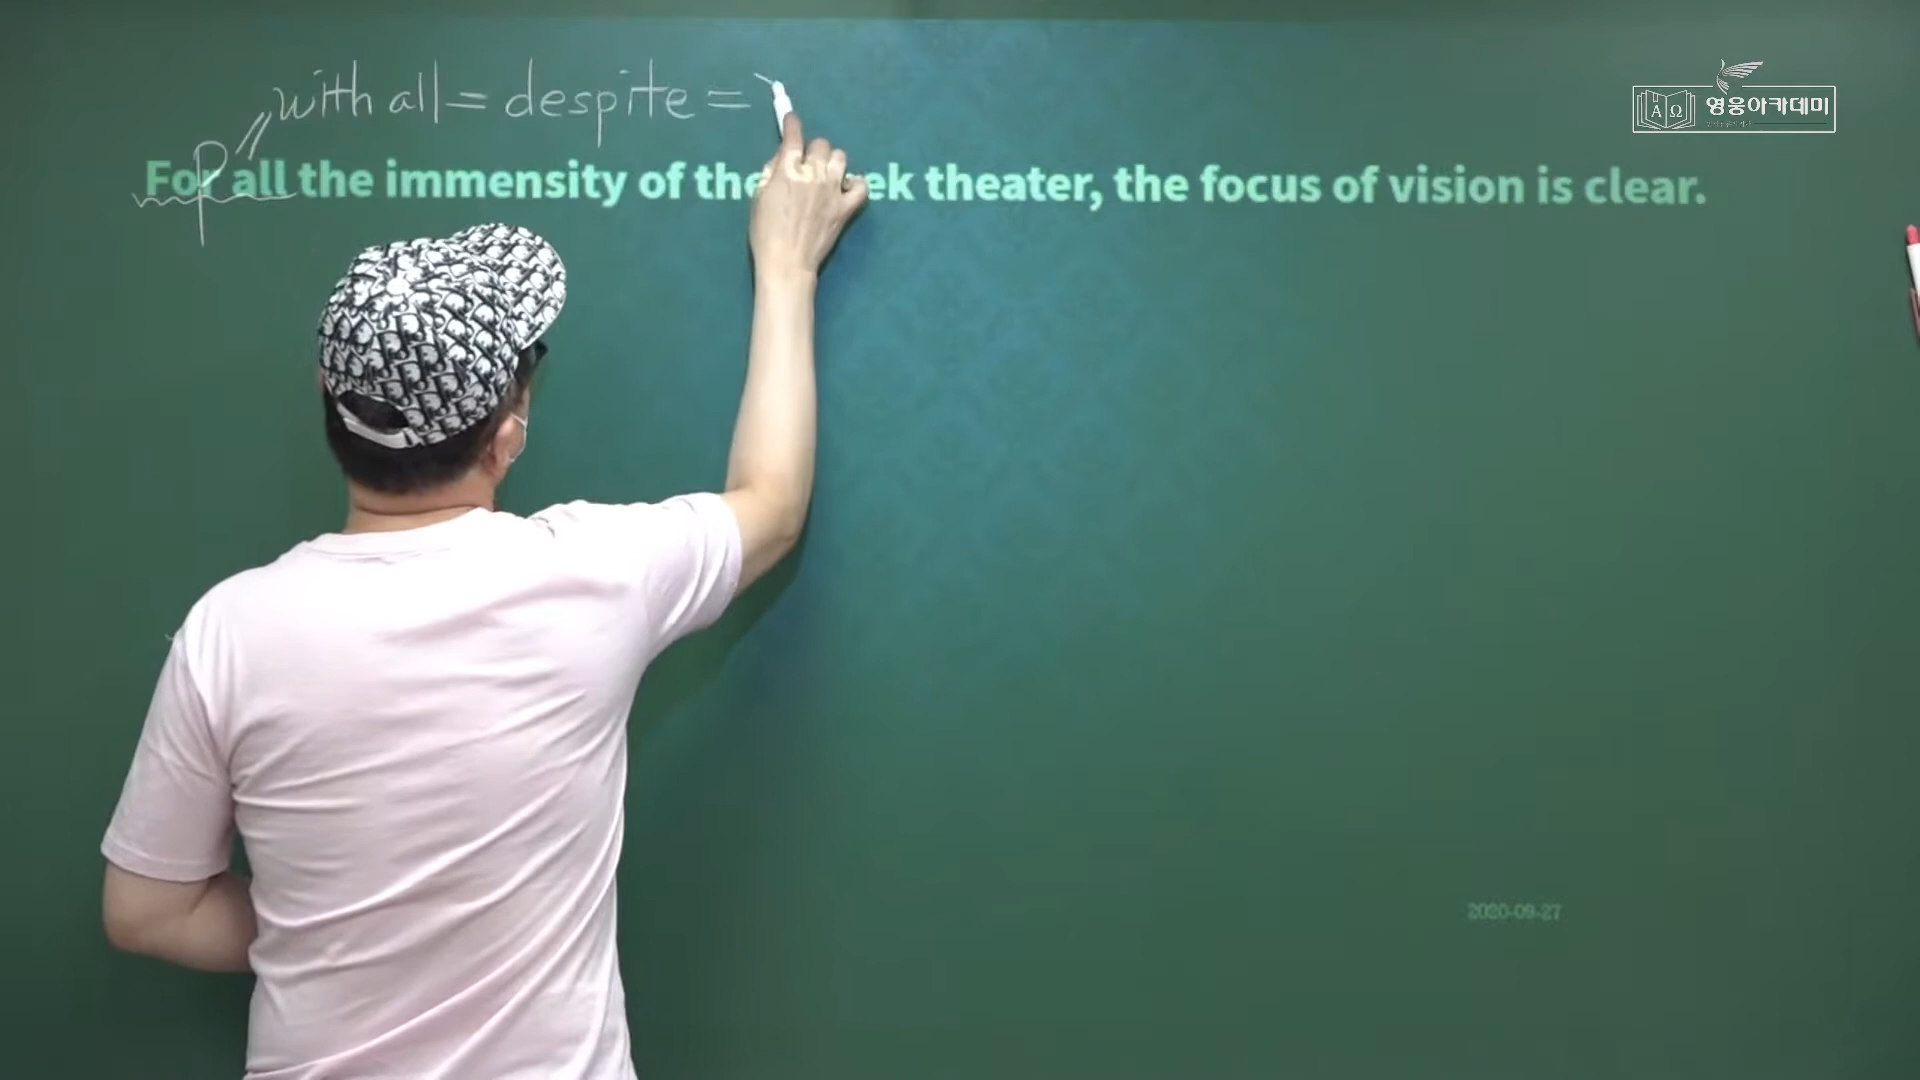 영웅아카데미
with all = despite =
P
For all the immensity of the Greek theater, the focus of vision is clear.
2020-09-27